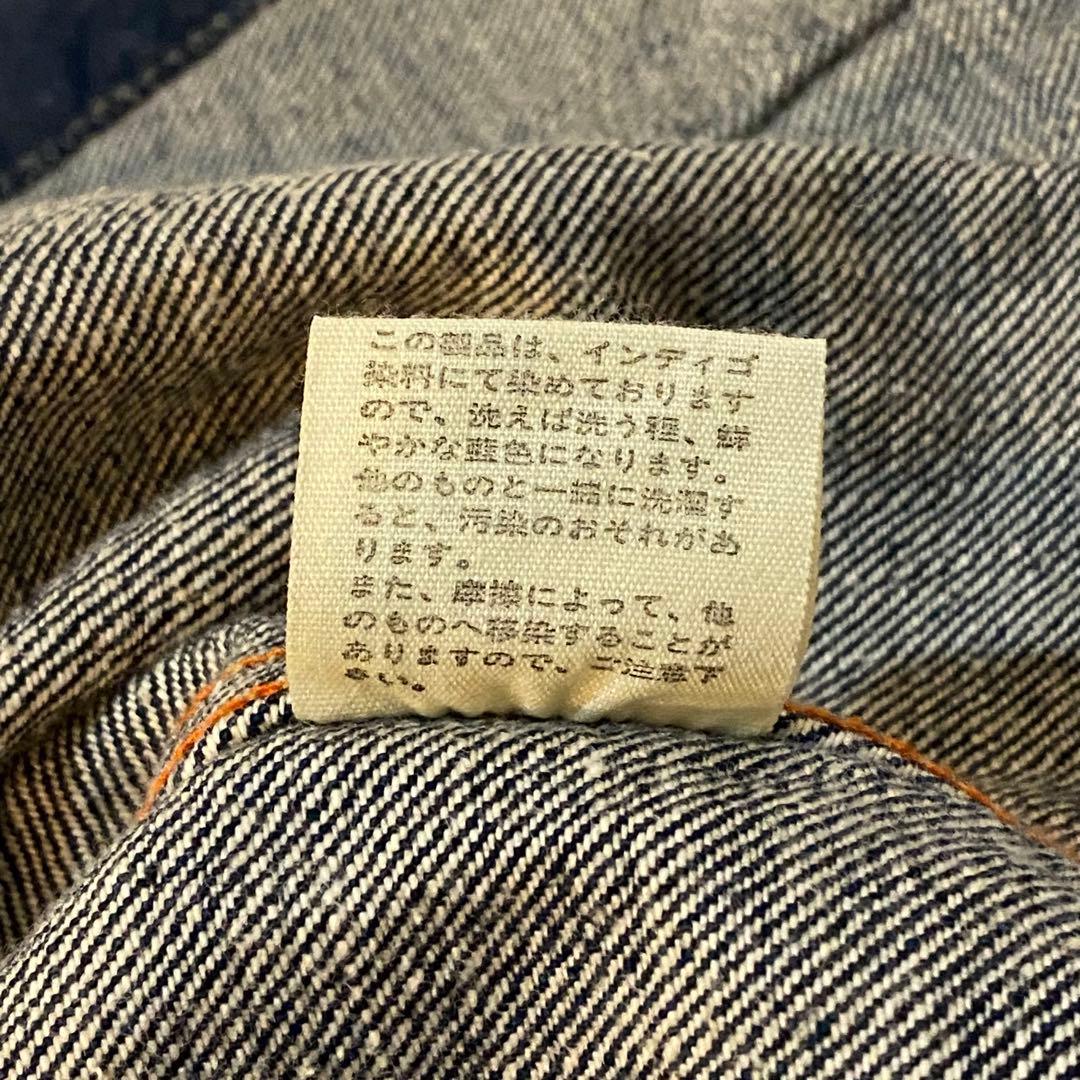 この製品は、インディゴ
染料にて染めております
ので、洗えば洗う程、鮮
やかな藍色になります。
他のものと一緒に洗濯す
ると、汚染のおそれがあ
ります。
また、摩擦によって、他
のものへ移染することが
ありますので、ご注意下
さい。